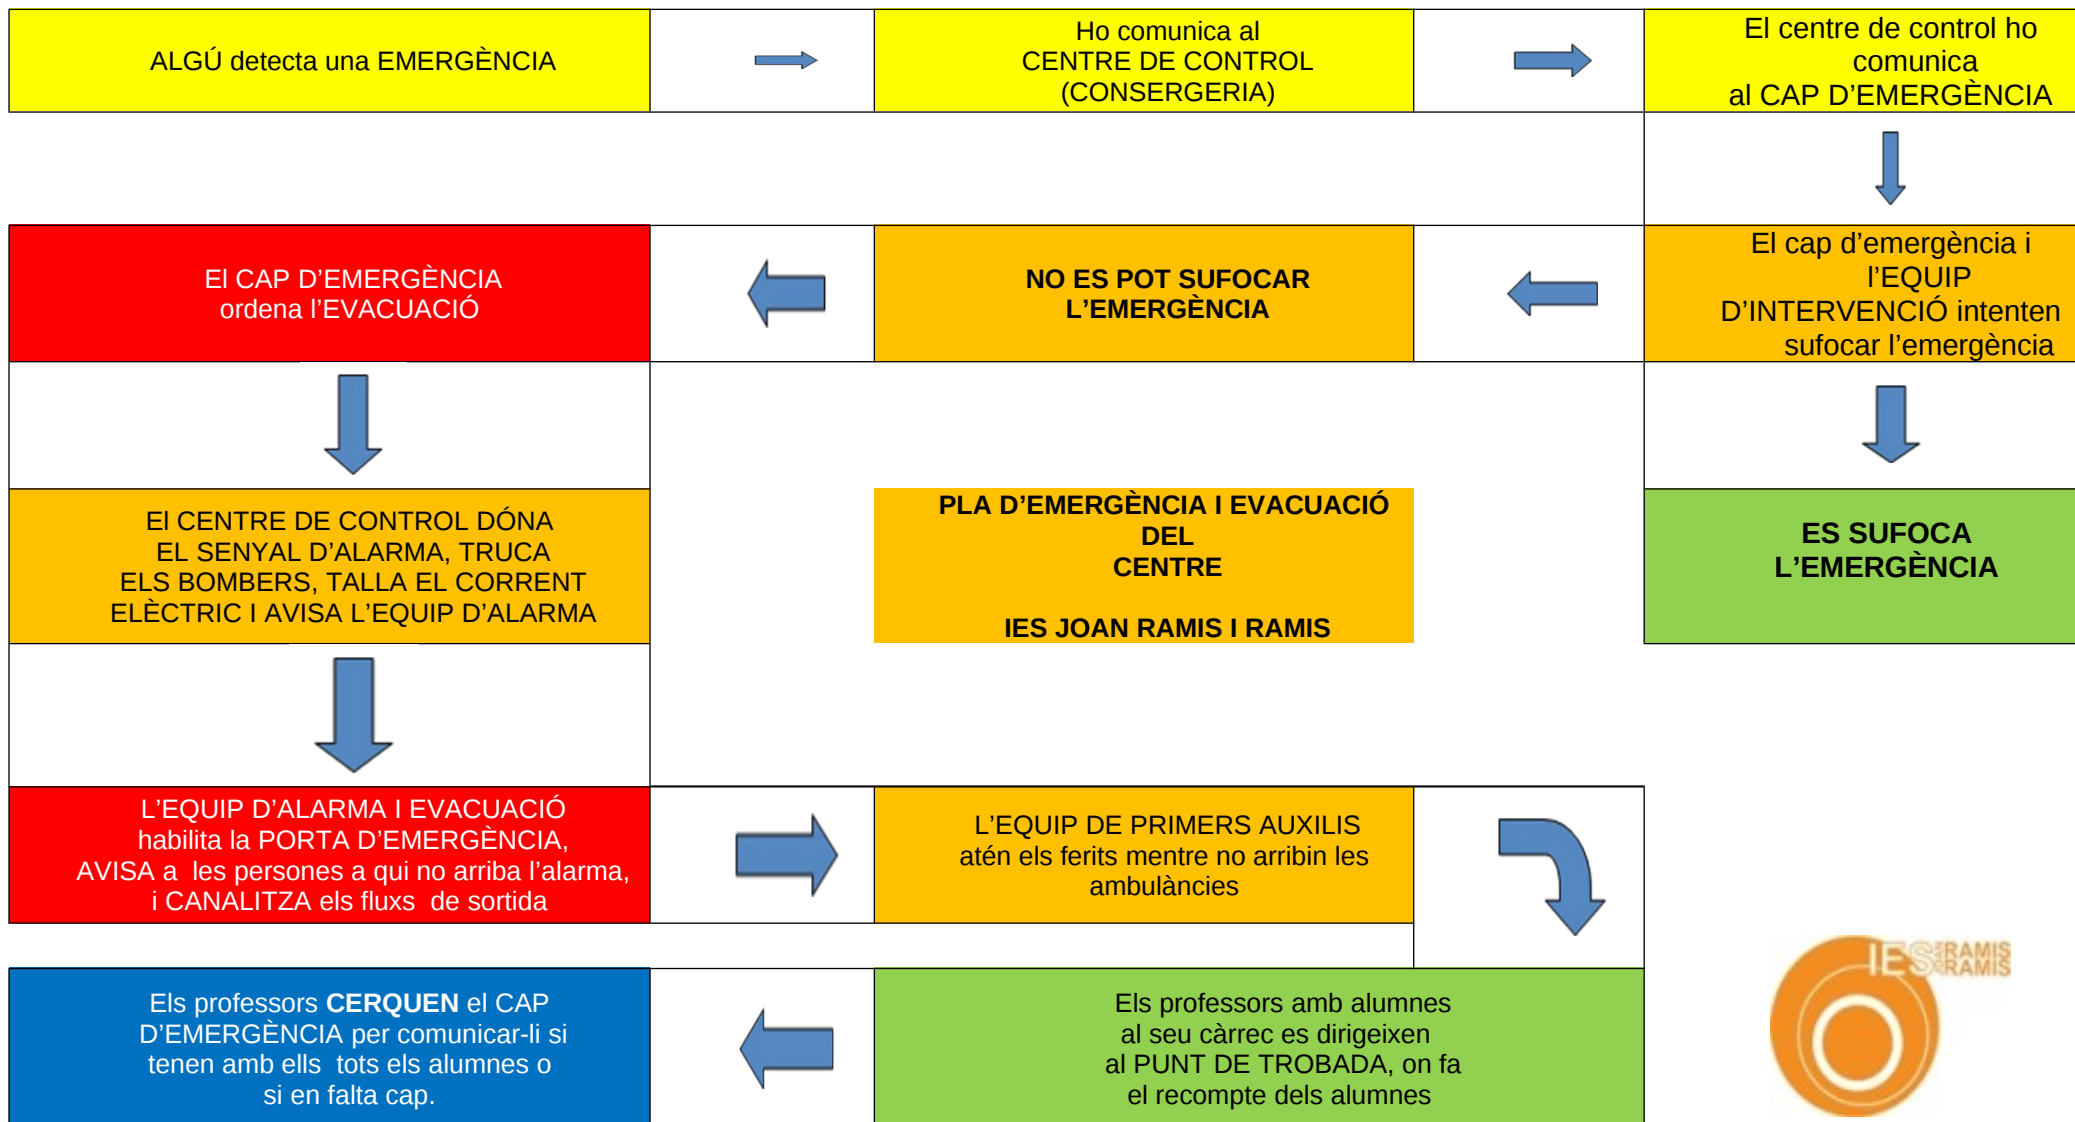 ALGÚ detecta una EMERGÈNCIA
Ho comunica al
CENTRE DE CONTROL
(CONSERGERIA)
El centre de control ho
comunica
al CAP D’EMERGÈNCIA
El CAP D’EMERGÈNCIA
ordena l’EVACUACIÓ
NO ES POT SUFOCAR
L’EMERGÈNCIA
El cap d’emergència i
l’EQUIP
D’INTERVENCIÓ intenten
sufocar l’emergència
El CENTRE DE CONTROL DÓNA
EL SENYAL D’ALARMA, TRUCA
ELS BOMBERS, TALLA EL CORRENT
ELÈCTRIC I AVISA L’EQUIP D’ALARMA
PLA D’EMERGÈNCIA I EVACUACIÓ
DEL
CENTRE
IES JOAN RAMIS I RAMIS
ES SUFOCA
L’EMERGÈNCIA
L’EQUIP D’ALARMA I EVACUACIÓ
habilita la PORTA D’EMERGÈNCIA,
AVISA a  les persones a qui no arriba l’alarma,
i CANALITZA els fluxs  de sortida
L’EQUIP DE PRIMERS AUXILIS
atén els ferits mentre no arribin les
ambulàncies
Els professors CERQUEN el CAP
D’EMERGÈNCIA per comunicar-li si
tenen amb ells  tots els alumnes o
si en falta cap.
Els professors amb alumnes
al seu càrrec es dirigeixen
al PUNT DE TROBADA, on fa
el recompte dels alumnes
IES RAMIS
RAMIS